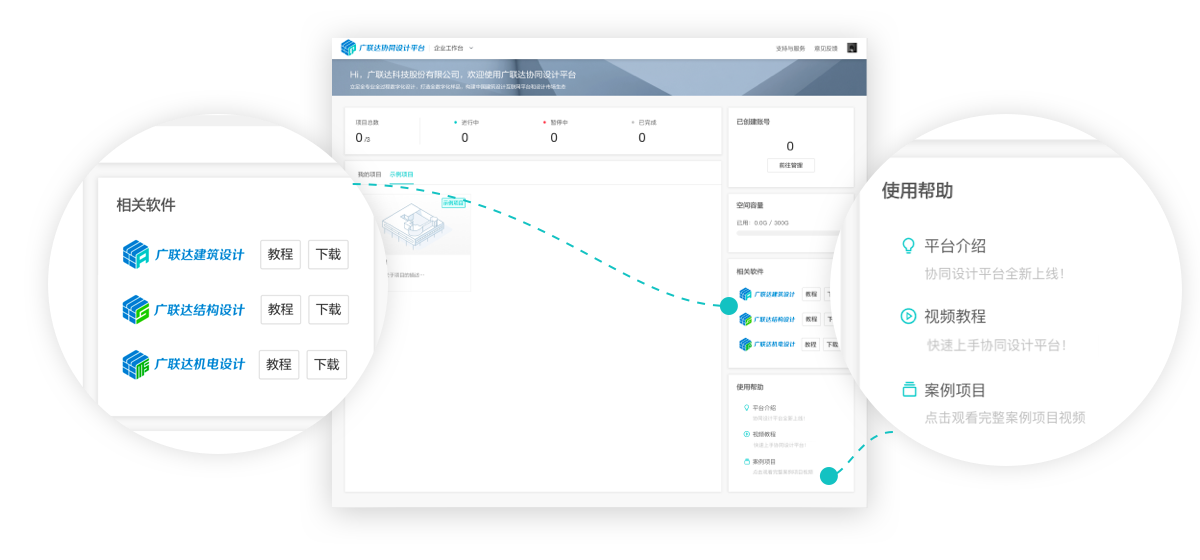 广联达协同设计平台
企业工作台
支持与服务
意见反馈
Hi，广联达科技股份有限公司，欢迎使用广联达协同设计平台
项目总数
0 /3
进行中
0
暂停中
0
已完成
0
我的项目
示例项目
示例项目
已创建账号
0
前往管理
空间容量
已用：0.0G / 300G
相关软件
广联达建筑设计
教程
广联达结构设计
教程
广联达机电设计
教程
下载
使用帮助
平台介绍
协同设计平台全新上线！
视频教程
快速上手协同设计平台！
案例项目
点击观看完整案例项目视频
相关软件
广联达建筑设计
教程
下载
广联达结构设计
教程
下载
广联达机电设计
教程
下载
使用帮助
平台介绍
协同设计平台全新上线！
视频教程
快速上手协同设计平台！
案例项目
点击观看完整案例项目视频